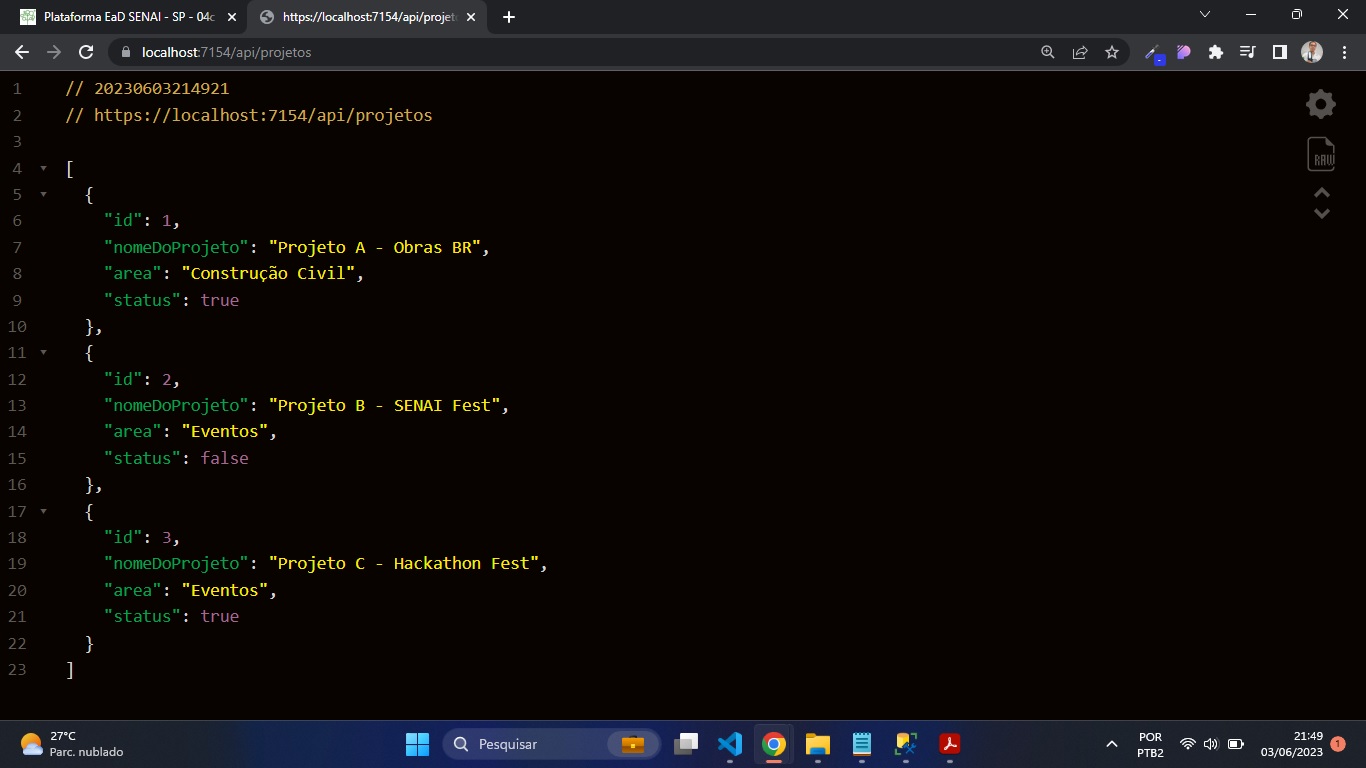 Plataforma EaD SENAI - SP - 04c
https://localhost:7154/api/projeto
localhost:7154/api/projetos
1 // 20230603214921
2 // https://localhost:7154/api/projetos
3
4 [
5 {
6 "id": 1,
7 "nomeDoProjeto": "Projeto A - Obras BR",
8 "area": "Construção Civil",
9 "status": true
10 },
11 {
12 "id": 2,
13 "nomeDoProjeto": "Projeto B - SENAI Fest",
14 "area": "Eventos",
15 "status": false
16 },
17 {
18 "id": 3,
19 "nomeDoProjeto": "Projeto C - Hackathon Fest",
20 "area": "Eventos",
21 "status": true
22 }
23 ]
RAW
27°C
Parc. nublado
Pesquisar
POR
PTB2
21:49
03/06/2023
1